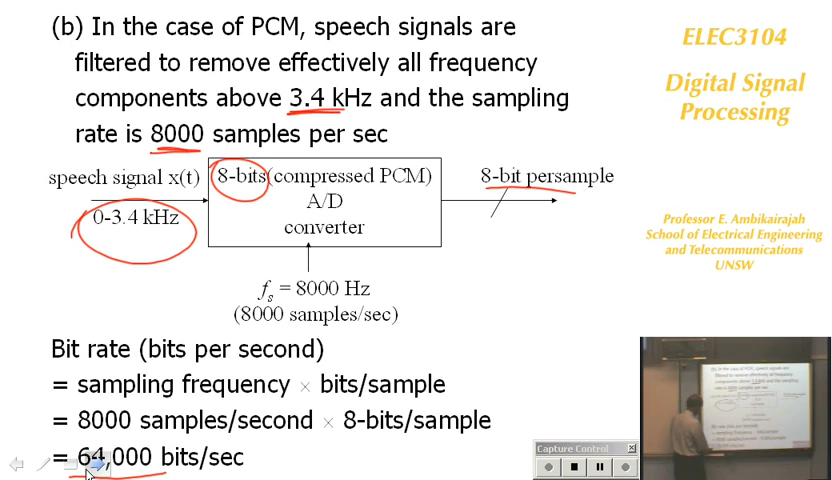 (b) In the case of PCM, speech signals are
filtered to remove effectively all frequency
components above 3.4 kHz and the sampling
rate is 8000 samples per sec
speech signal x(t)
0-3.4 kHz
8-bits(compressed PCM)
A/D
converter
8-bit persample
fs = 8000 Hz
(8000 samples/sec)
Bit rate (bits per second)
= sampling frequency × bits/sample
= 8000 samples/second × 8-bits/sample
= 64,000 bits/sec
ELEC3104
Digital Signal
Processing
Professor E. Ambikairajah
School of Electrical Engineering
and Telecommunications
UNSW
Capture Control